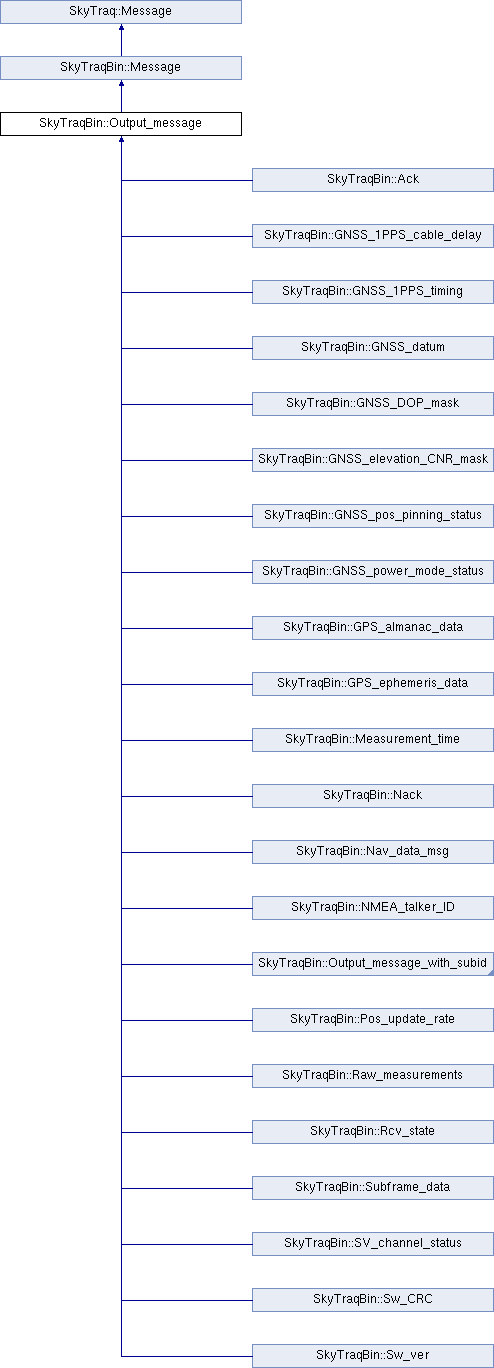 SkyTraq::Message
SkyTraqBin::Message
SkyTraqBin::Output_message
SkyTraqBin::Ack
SkyTraqBin::GNSS_1PPS_cable_delay
SkyTraqBin::GNSS_1PPS_timing
SkyTraqBin::GNSS_datum
SkyTraqBin::GNSS_DOP_mask
SkyTraqBin::GNSS_elevation_CNR_mask
SkyTraqBin::GNSS_pos_pinning_status
SkyTraqBin::GNSS_power_mode_status
SkyTraqBin::GPS_almanac_data
SkyTraqBin::GPS_ephemeris_data
SkyTraqBin::Measurement_time
SkyTraqBin::Nack
SkyTraqBin::Nav_data_msg
SkyTraqBin::NMEA_talker_ID
SkyTraqBin::Output_message_with_subid
SkyTraqBin::Pos_update_rate
SkyTraqBin::Raw_measurements
SkyTraqBin::Rcv_state
SkyTraqBin::Subframe_data
SkyTraqBin::SV_channel_status
SkyTraqBin::Sw_CRC
SkyTraqBin::Sw_ver